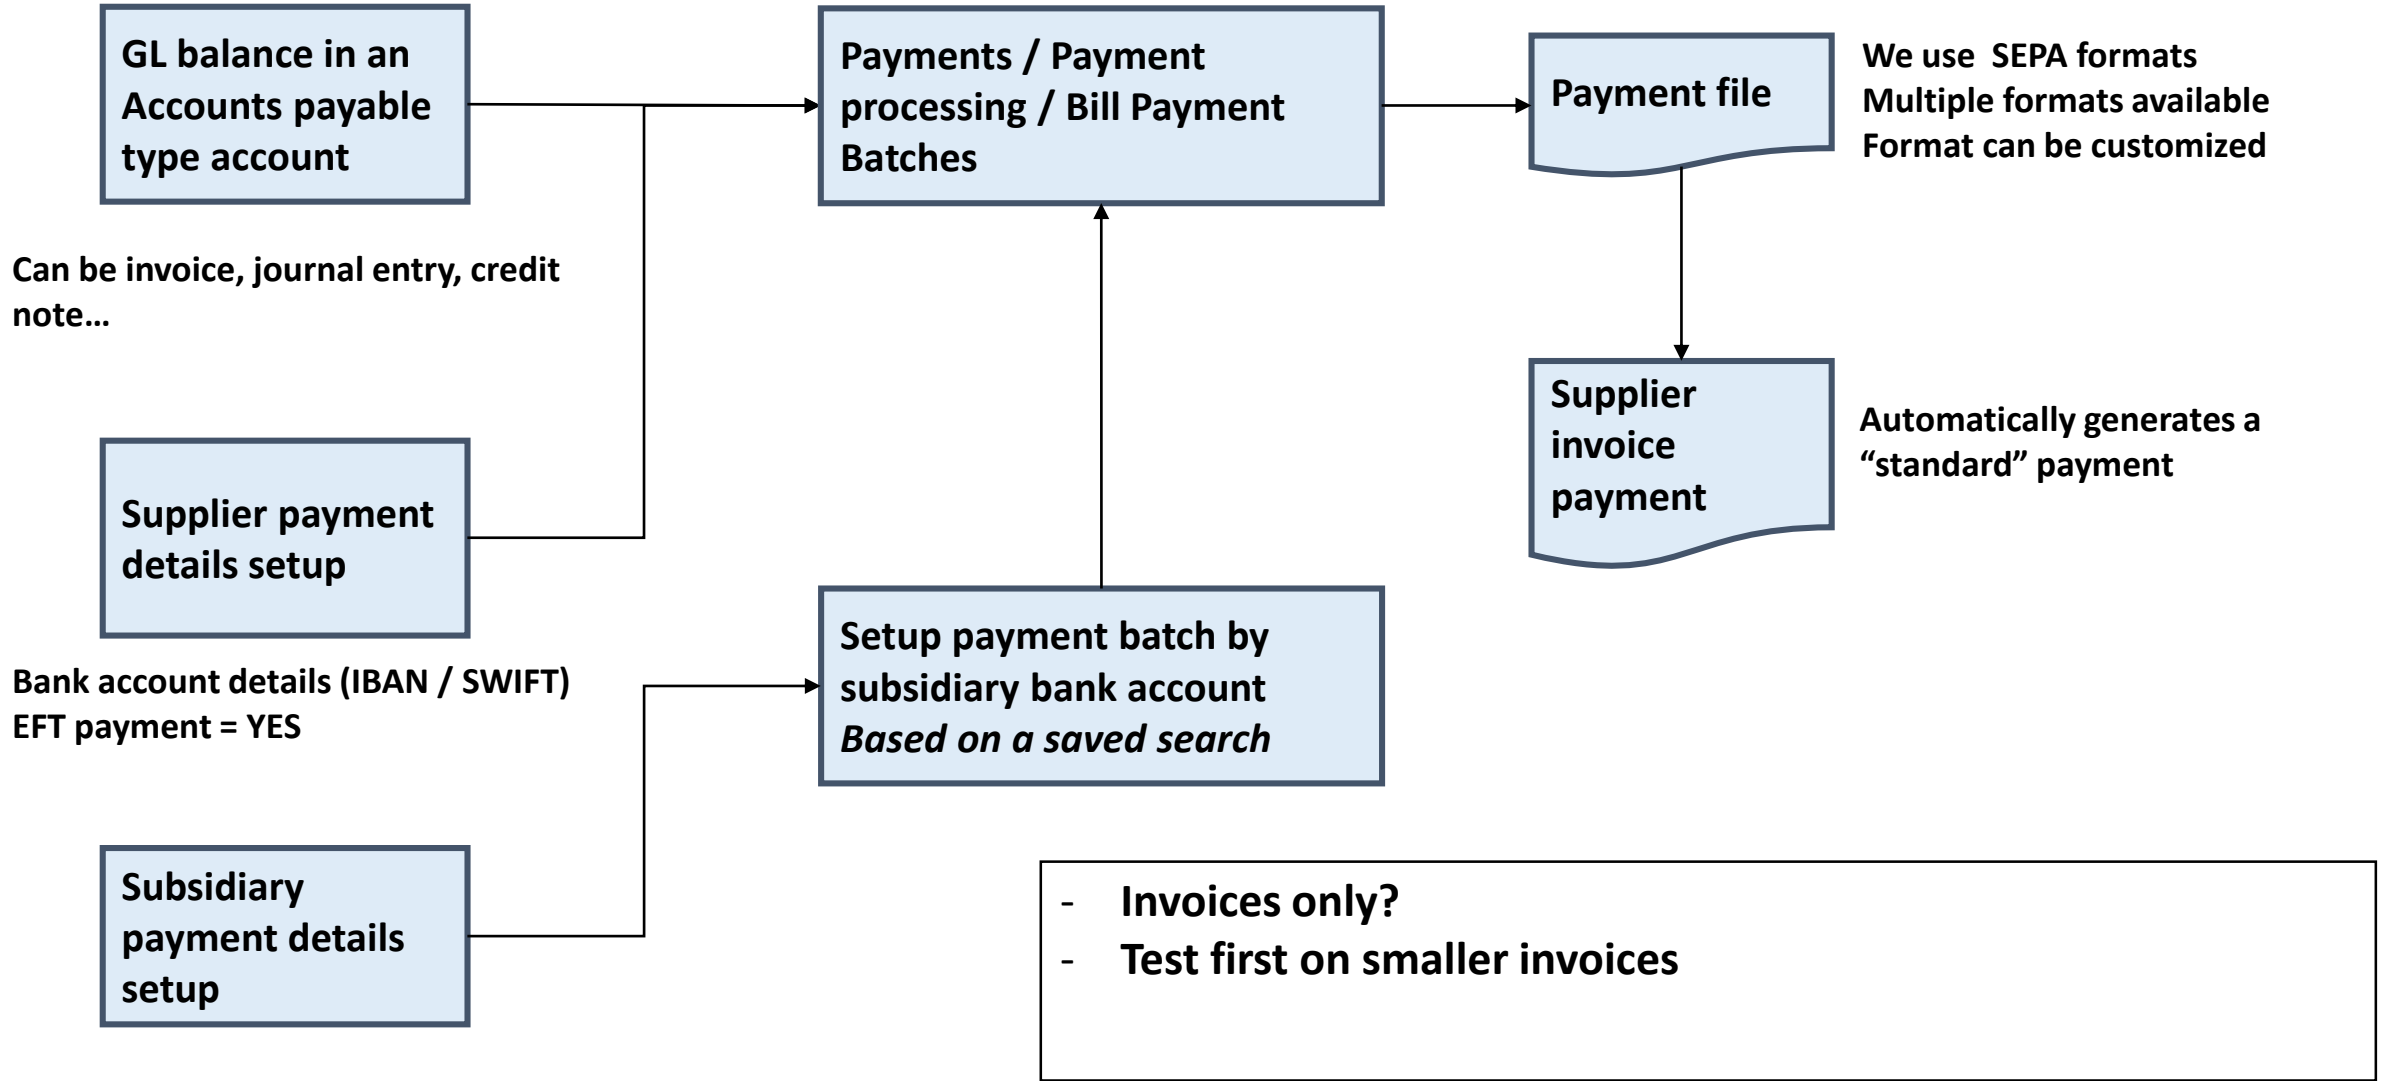 GL balance in an
Accounts payable
type account
Can be invoice, journal entry, credit
note…
Supplier payment
details setup
Bank account details (IBAN / SWIFT)
EFT payment = YES
Subsidiary
payment details
setup
Payments / Payment
processing / Bill Payment
Batches
Setup payment batch by
subsidiary bank account
Based on a saved search
Payment file
We use  SEPA formats
Multiple formats available
Format can be customized
Supplier
invoice
payment
Automatically generates a
“standard” payment
- Invoices only?
- Test first on smaller invoices